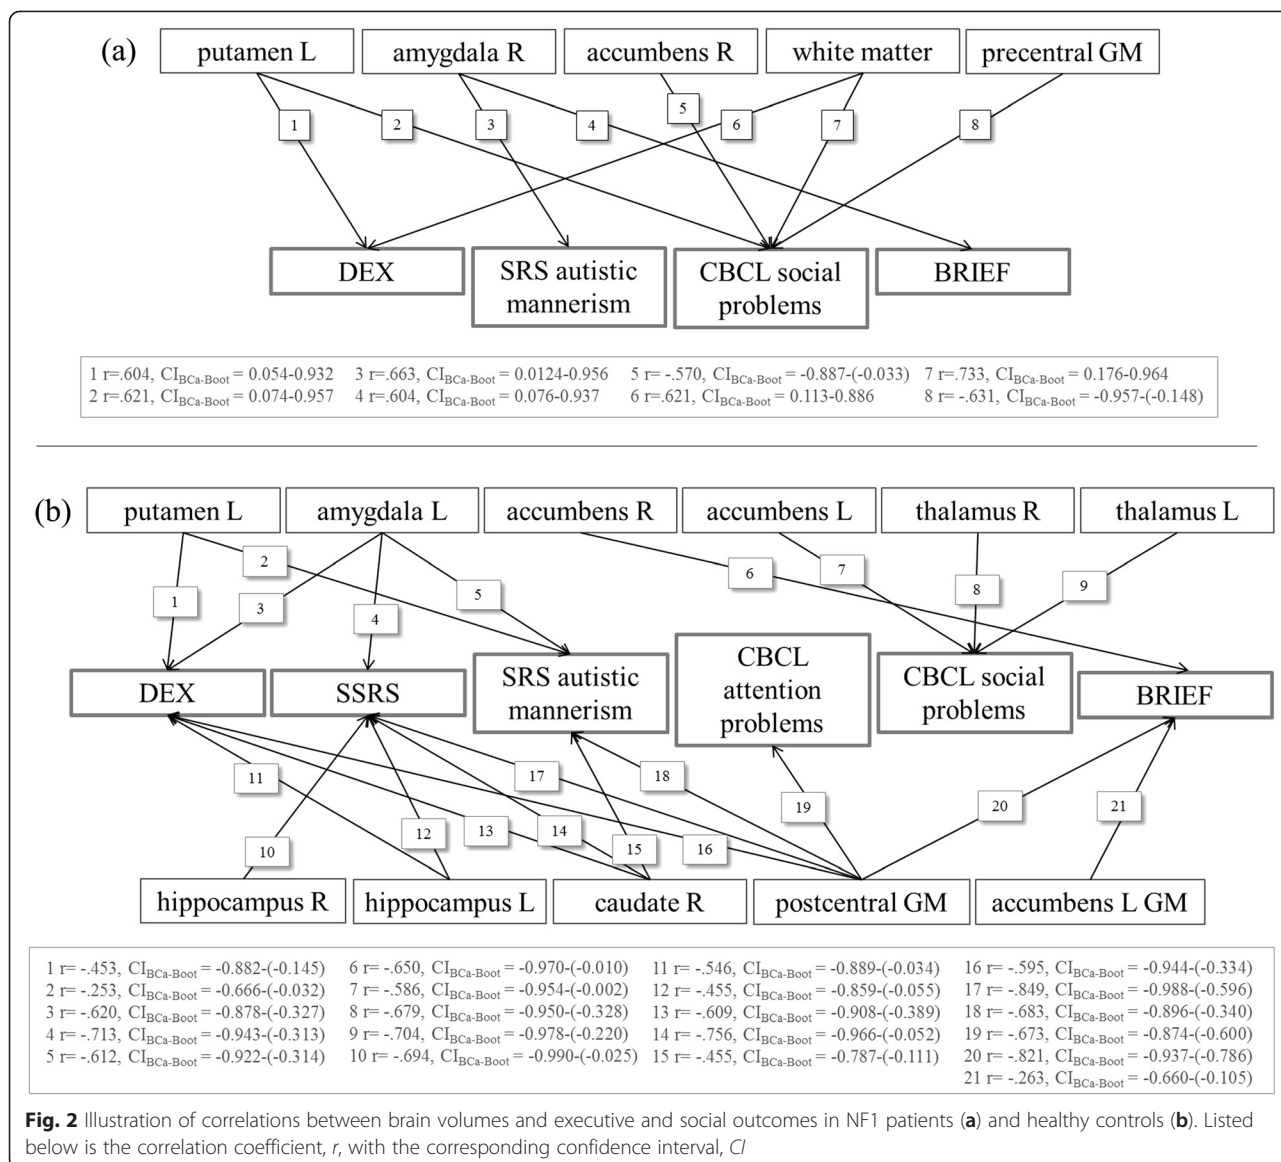 (a)
putamen L
amygdala R
accumbens R
white matter
precentral GM
1
2
3
4
5
6
7
8
DEX
SRS autistic
mannerism
CBCL social
problems
BRIEF
1 r=.604, CIBCa-Boot = 0.054-0.932 3 r=.663, CIBCa-Boot = 0.0124-0.956 5 r= -.570, CIBCa-Boot = -0.887-(-0.033) 7 r=.733, CIBCa-Boot = 0.176-0.964
2 r=.621, CIBCa-Boot = 0.074-0.957 4 r=.604, CIBCa-Boot = 0.076-0.937 6 r=.621, CIBCa-Boot = 0.113-0.886 8 r= -.631, CIBCa-Boot = -0.957-(-0.148)
(b)
putamen L
amygdala L
accumbens R
accumbens L
thalamus R
thalamus L
1
2
3
4
5
6
7
8
9
DEX
SSRS
SRS autistic
mannerism
CBCL
attention
problems
CBCL social
problems
BRIEF
10
11
12
13
14
15
16
17
18
19
20
21
hippocampus R
hippocampus L
caudate R
postcentral GM
accumbens L GM
1 r= -.453, CIBCa-Boot = -0.882-(-0.145) 6 r= -.650, CIBCa-Boot = -0.970-(-0.010) 11 r= -.546, CIBCa-Boot = -0.889-(-0.034) 16 r= -.595, CIBCa-Boot = -0.944-(-0.334)
2 r= -.253, CIBCa-Boot = -0.666-(-0.032) 7 r= -.586, CIBCa-Boot = -0.954-(-0.002) 12 r= -.455, CIBCa-Boot = -0.859-(-0.055) 17 r= -.849, CIBCa-Boot = -0.988-(-0.596)
3 r= -.620, CIBCa-Boot = -0.878-(-0.327) 8 r= -.679, CIBCa-Boot = -0.950-(-0.328) 13 r= -.609, CIBCa-Boot = -0.908-(-0.389) 18 r= -.683, CIBCa-Boot = -0.896-(-0.340)
4 r= -.713, CIBCa-Boot = -0.943-(-0.313) 9 r= -.704, CIBCa-Boot = -0.978-(-0.220) 14 r= -.756, CIBCa-Boot = -0.966-(-0.052) 19 r= -.673, CIBCa-Boot = -0.874-(-0.600)
5 r= -.612, CIBCa-Boot = -0.922-(-0.314) 10 r= -.694, CIBCa-Boot = -0.990-(-0.025) 15 r= -.455, CIBCa-Boot = -0.787-(-0.111) 20 r= -.821, CIBCa-Boot = -0.937-(-0.786)
21 r= -.263, CIBCa-Boot = -0.660-(-0.105)
Fig. 2 Illustration of correlations between brain volumes and executive and social outcomes in NF1 patients (a) and healthy controls (b). Listed
below is the correlation coefficient, r, with the corresponding confidence interval, CI